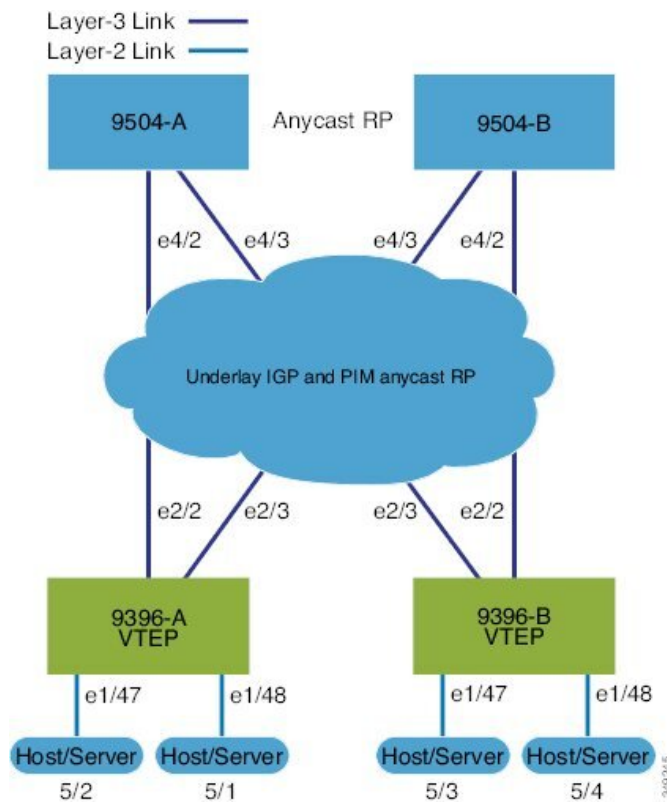 Layer-3 Link
Layer-2 Link
9504-A
Anycast RP
9504-B
e4/2
e4/3
e4/3
e4/2
Underlay IGP and PIM anycast RP
e2/2
e2/3
e2/3
e2/2
9396-A
VTEP
9396-B
VTEP
e1/47
e1/48
e1/47
e1/48
Host/Server
Host/Server
Host/Server
Host/Server
5/2
5/1
5/3
5/4